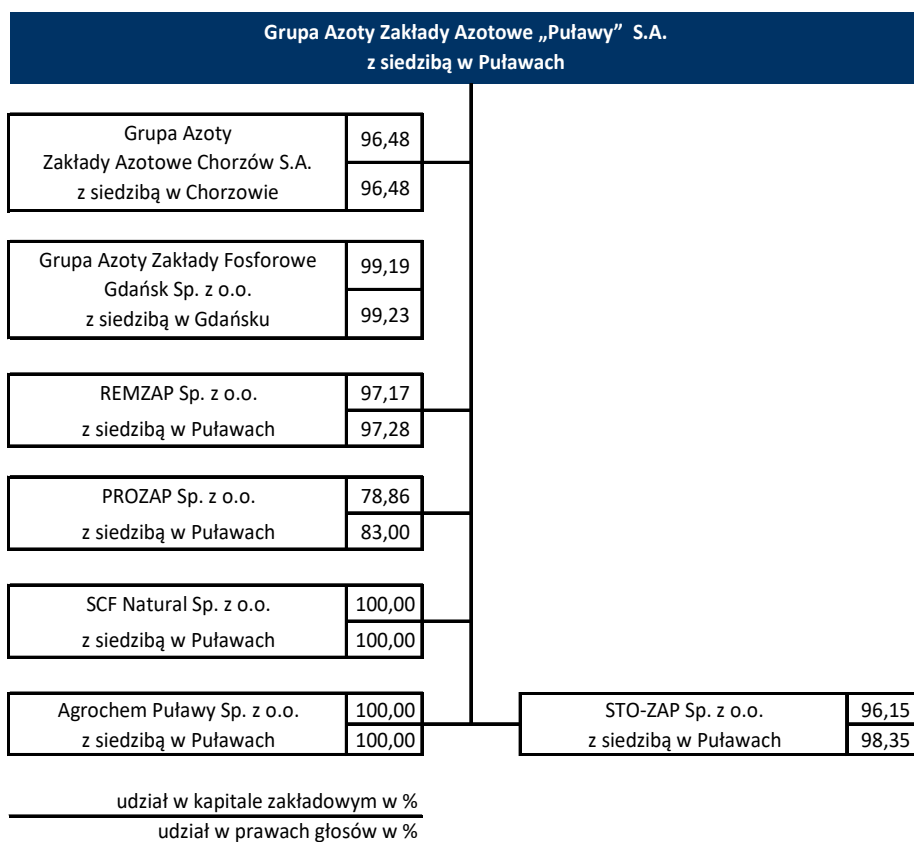 Grupa Azoty Zakłady Azotowe „Puławy” S.A.
z siedzibą w Puławach
Grupa Azoty
Zakłady Azotowe Chorzów S.A.
z siedzibą w Chorzowie
96,48
96,48
Grupa Azoty Zakłady Fosforowe
Gdańsk Sp. z o.o.
z siedzibą w Gdańsku
99,19
99,23
REMZAP Sp. z o.o.
z siedzibą w Puławach
97,17
97,28
PROZAP Sp. z o.o.
z siedzibą w Puławach
78,86
83,00
SCF Natural Sp. z o.o.
z siedzibą w Puławach
100,00
100,00
Agrochem Puławy Sp. z o.o.
z siedzibą w Puławach
100,00
100,00
STO-ZAP Sp. z o.o.
z siedzibą w Puławach
96,15
98,35
udział w kapitale zakładowym w %
udział w prawach głosów w %